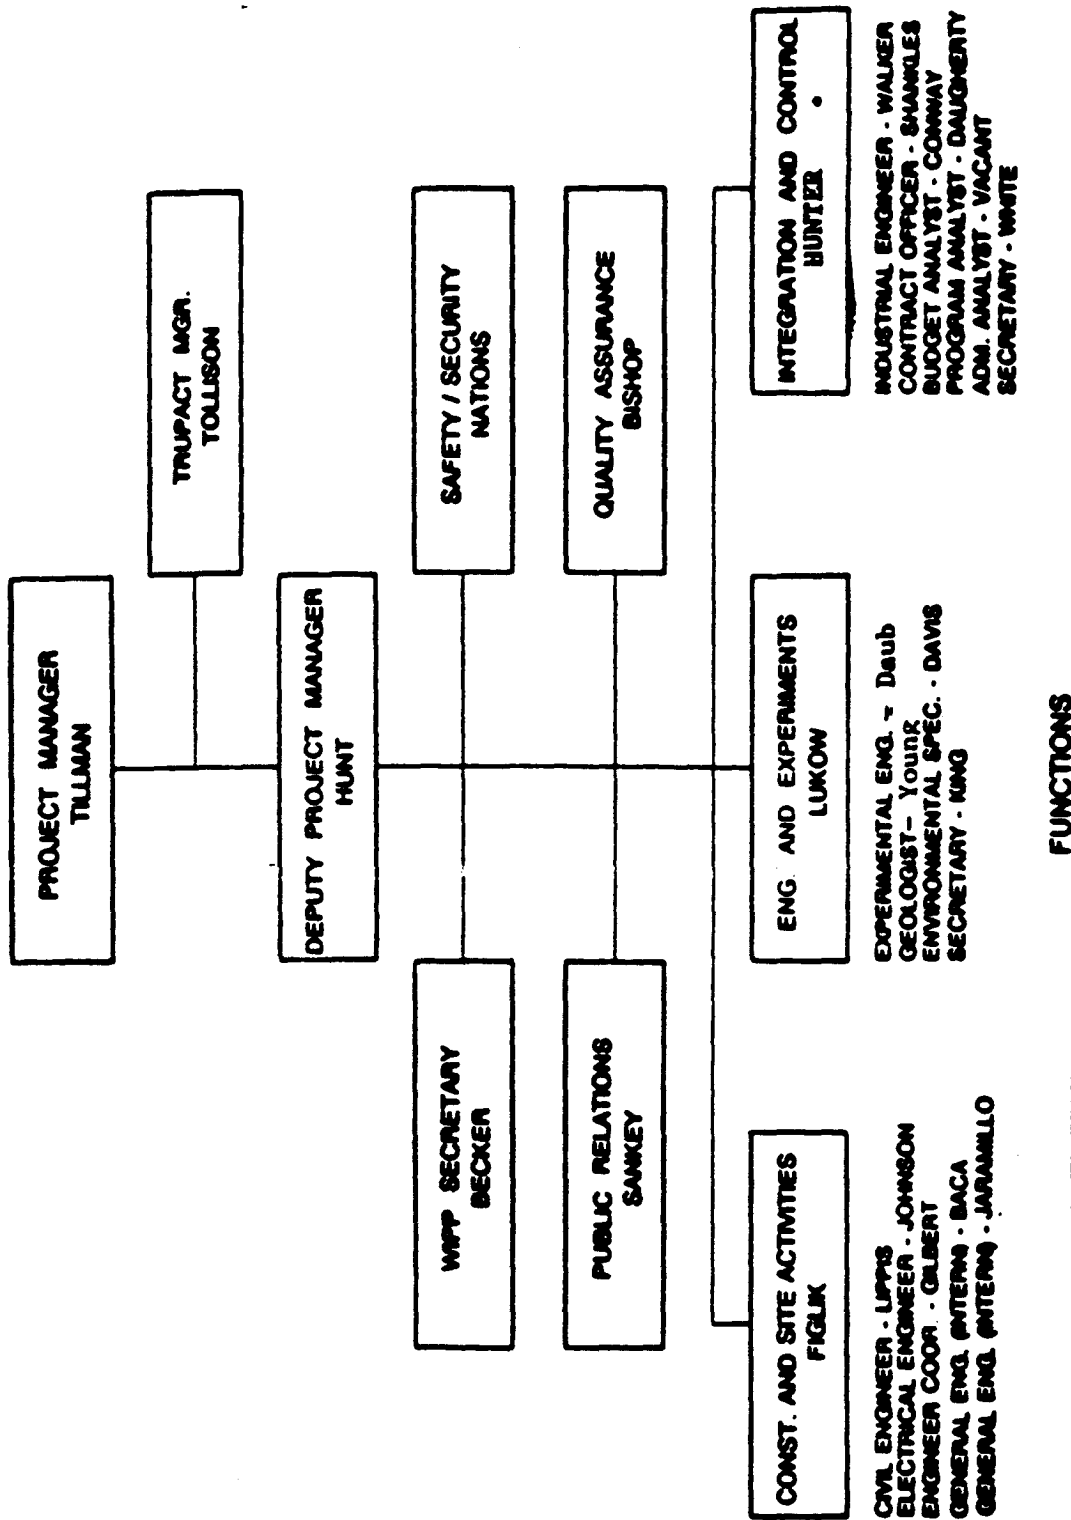 PROJECT MANAGER
TILLMAN
TRUPACT MGR.
TOLLISON
DEPUTY PROJECT MANAGER
HUNT
WIPP SECRETARY
BECKER
SAFETY / SECURITY
NATIONS
PUBLIC RELATIONS
SANKEY
QUALITY ASSURANCE
BISHOP
CONST. AND SITE ACTIVITIES
FIGLIK
CIVIL ENGINEER - LIPPIS
ELECTRICAL ENGINEER - JOHNSON
ENGINEER COOR. - GILBERT
GENERAL ENG. (INTERN) - BACA
GENERAL ENG. (INTERN) - JARAMILLO
ENG. AND EXPERIMENTS
LUKOW
EXPERIMENTAL ENG. - Daub
GEOLOGIST - Young
ENVIRONMENTAL SPEC. - DAVIS
SECRETARY - KING
INTEGRATION AND CONTROL
HUNTER
INDUSTRIAL ENGINEER - WALKER
CONTRACT OFFICER - SHANKLES
BUDGET ANALYST - CONWAY
PROGRAM ANALYST - DAUGHERTY
ADM. ANALYST - VACANT
SECRETARY - WHITE
FUNCTIONS